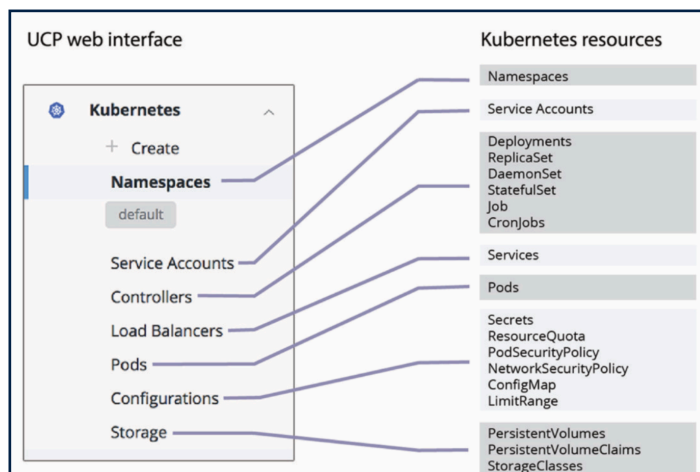 UCP web interface
Kubernetes
+ Create
Namespaces
default
Service Accounts
Controllers
Load Balancers
Pods
Configurations
Storage
Kubernetes resources
Namespaces
Service Accounts
Deployments
ReplicaSet
DaemonSet
StatefulSet
Job
CronJobs
Services
Pods
Secrets
ResourceQuota
PodSecurityPolicy
NetworkSecurityPolicy
ConfigMap
LimitRange
PersistentVolumes
PersistentVolumeClaims
StorageClasses